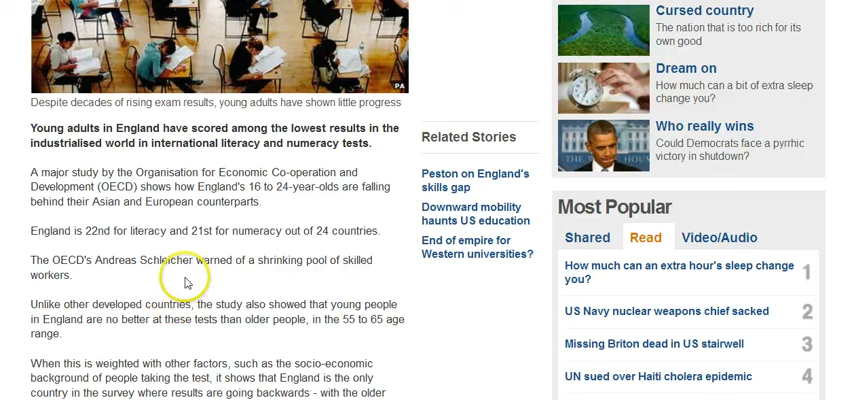 PA
Despite decades of rising exam results, young adults have shown little progress
Young adults in England have scored among the lowest results in the
industrialised world in international literacy and numeracy tests.
A major study by the Organisation for Economic Co-operation and
Development (OECD) shows how England's 16 to 24-year-olds are falling
behind their Asian and European counterparts.
England is 22nd for literacy and 21st for numeracy out of 24 countries.
The OECD's Andreas Schleicher warned of a shrinking pool of skilled
workers.
Unlike other developed countries, the study also showed that young people
in England are no better at these tests than older people, in the 55 to 65 age
range.
When this is weighted with other factors, such as the socio-economic
background of people taking the test, it shows that England is the only
country in the survey where results are going backwards - with the older
Related Stories
Peston on England's
skills gap
Downward mobility
haunts US education
End of empire for
Western universities?
Cursed country
The nation that is too rich for its
own good
Dream on
How much can a bit of extra sleep
change you?
Who really wins
Could Democrats face a pyrrhic
victory in shutdown?
Most Popular
Shared Read Video/Audio
How much can an extra hour's sleep change
you?
1
US Navy nuclear weapons chief sacked 2
Missing Briton dead in US stairwell 3
UN sued over Haiti cholera epidemic 4